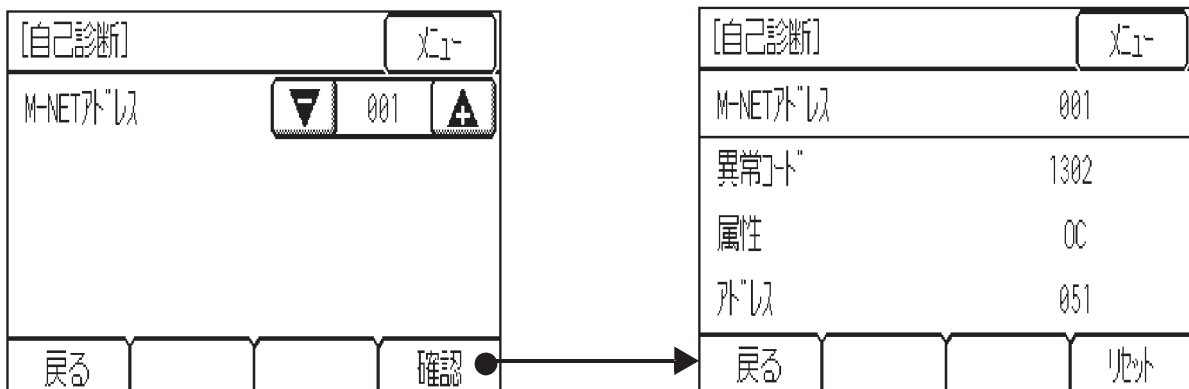 [自己診断]
メニュー
M-NETアドレス
001
戻る
確認
[自己診断]
メニュー
M-NETアドレス
001
異常コード
1302
属性
OC
アドレス
051
戻る
リセット